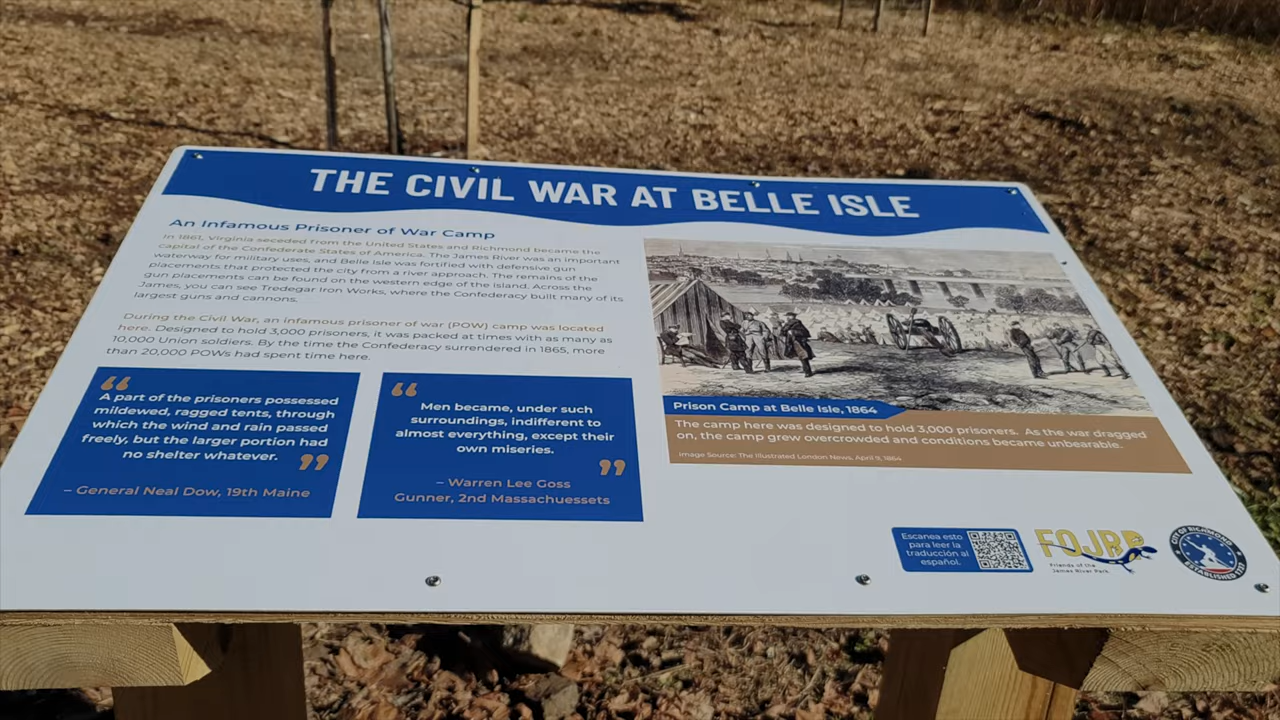 THE CIVIL WAR AT BELLE ISLE
An Infamous Prisoner of War Camp
In 1861, Virginia seceded from the United States and Richmond became the
capital of the Confederate States of America. The James River was an important
waterway for military uses, and Belle Isle was fortified with defensive gun
placements that protected the city from a river approach. The remains of the
gun placements can be found on the western edge of the island. Across the
James, you can see Tredegar Iron Works, where the Confederacy built many of its
largest guns and cannons.
During the Civil War, an infamous prisoner of war (POW) camp was located
here. Designed to hold 3,000 prisoners, it was packed at times with as many as
10,000 Union soldiers. By the time the Confederacy surrendered in 1865, more
than 20,000 POWs had spent time here.
“
A part of the prisoners possessed
mildewed, ragged tents, through
which the wind and rain passed
freely, but the larger portion had
no shelter whatever.
”
– General Neal Dow, 19th Maine
“
Men became, under such
surroundings, indifferent to
almost everything, except their
own miseries.
”
– Warren Lee Goss
Gunner, 2nd Massachuessets
Prison Camp at Belle Isle, 1864
The camp here was designed to hold 3,000 prisoners. As the war dragged
on, the camp grew overcrowded and conditions became unbearable.
Image Source: The Illustrated London News, April 9, 1864
Escanea esto
para leer la
traducción al
español.
FOJRP
Friends of the
James River Park
CITY OF RICHMOND
ESTABLISHED 1737